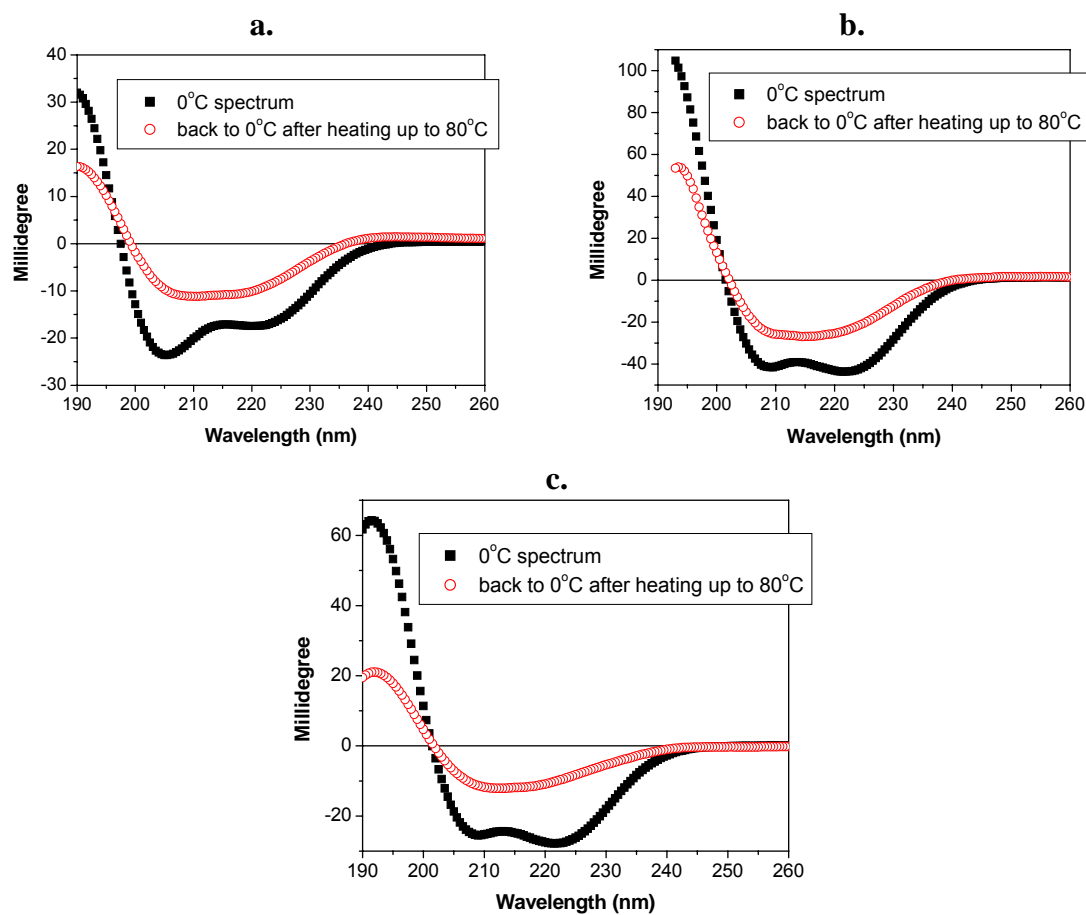 a.
40
30
20
10
0
-10
-20
-30
190 200 210 220 230 240 250 260
Millidegree
Wavelength (nm)
0°C spectrum
back to 0°C after heating up to 80°C
b.
100
80
60
40
20
0
-20
-40
190 200 210 220 230 240 250 260
Millidegree
Wavelength (nm)
0°C spectrum
back to 0°C after heating up to 80°C
c.
60
40
20
0
-20
190 200 210 220 230 240 250 260
Millidegree
Wavelength (nm)
0°C spectrum
back to 0°C after heating up to 80°C